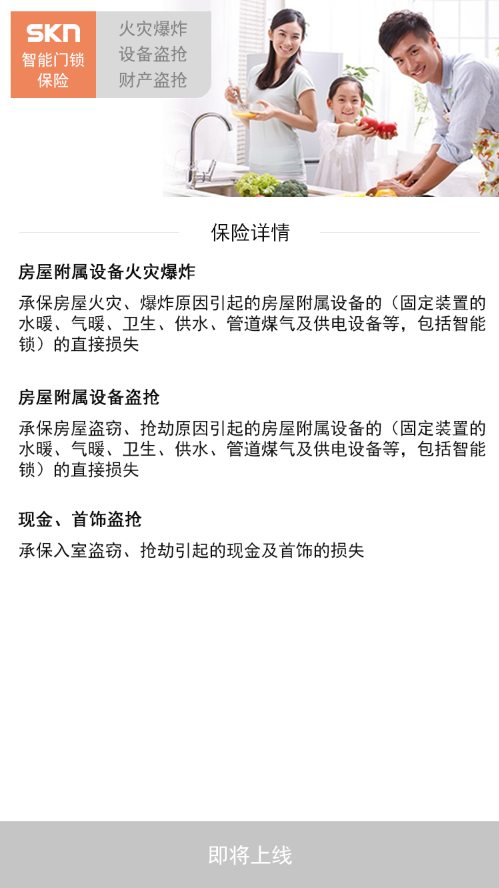 SKN
智能门锁
保险
火灾爆炸
设备盗抢
财产盗抢
保险详情
房屋附属设备火灾爆炸
承保房屋火灾、爆炸原因引起的房屋附属设备的（固定装置的
水暖、气暖、卫生、供水、管道煤气及供电设备等，包括智能
锁）的直接损失
房屋附属设备盗抢
承保房屋盗窃、抢劫原因引起的房屋附属设备的（固定装置的
水暖、气暖、卫生、供水、管道煤气及供电设备等，包括智能
锁）的直接损失
现金、首饰盗抢
承保入室盗窃、抢劫引起的现金及首饰的损失
即将上线